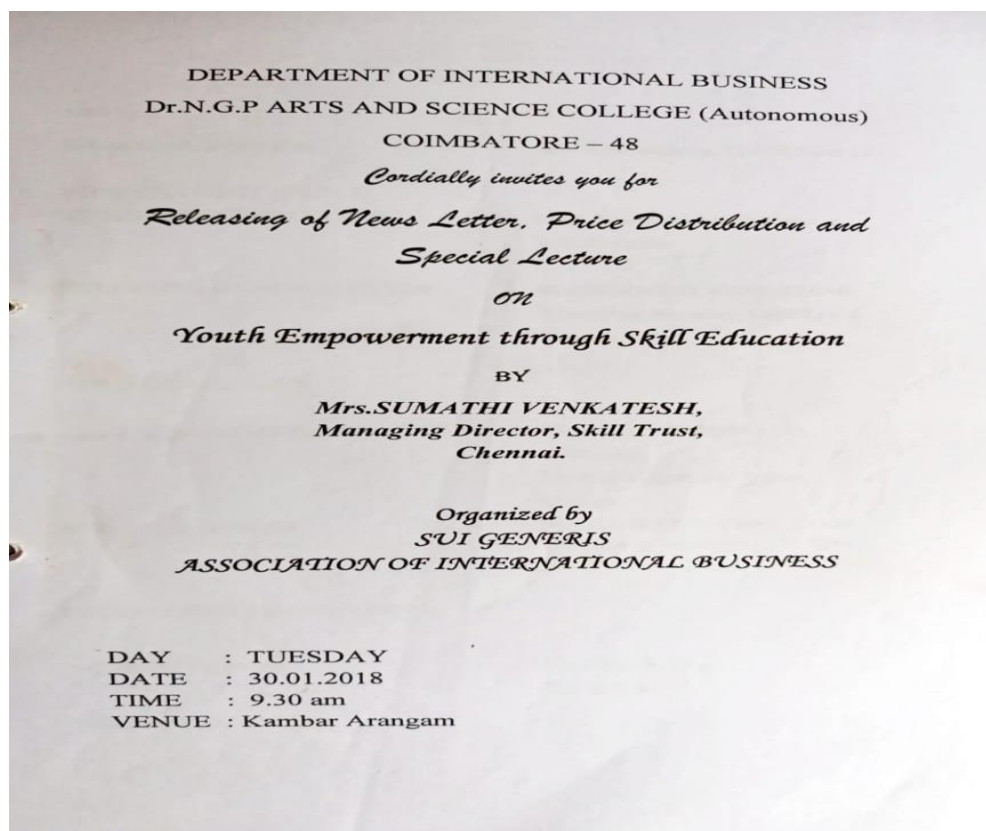 DEPARTMENT OF INTERNATIONAL BUSINESS
Dr.N.G.P ARTS AND SCIENCE COLLEGE (Autonomous)
COIMBATORE – 48
Cordially invites you for
Releasing of News Letter, Price Distribution and
Special Lecture
ON
Youth Empowerment through Skill Education
BY
Mrs.SUMATHI VENKATESH,
Managing Director, Skill Trust,
Chennai.
Organized by
SUI GENERIS
ASSOCIATION OF INTERNATIONAL BUSINESS
DAY : TUESDAY
DATE : 30.01.2018
TIME : 9.30 am
VENUE : Kambar Arangam